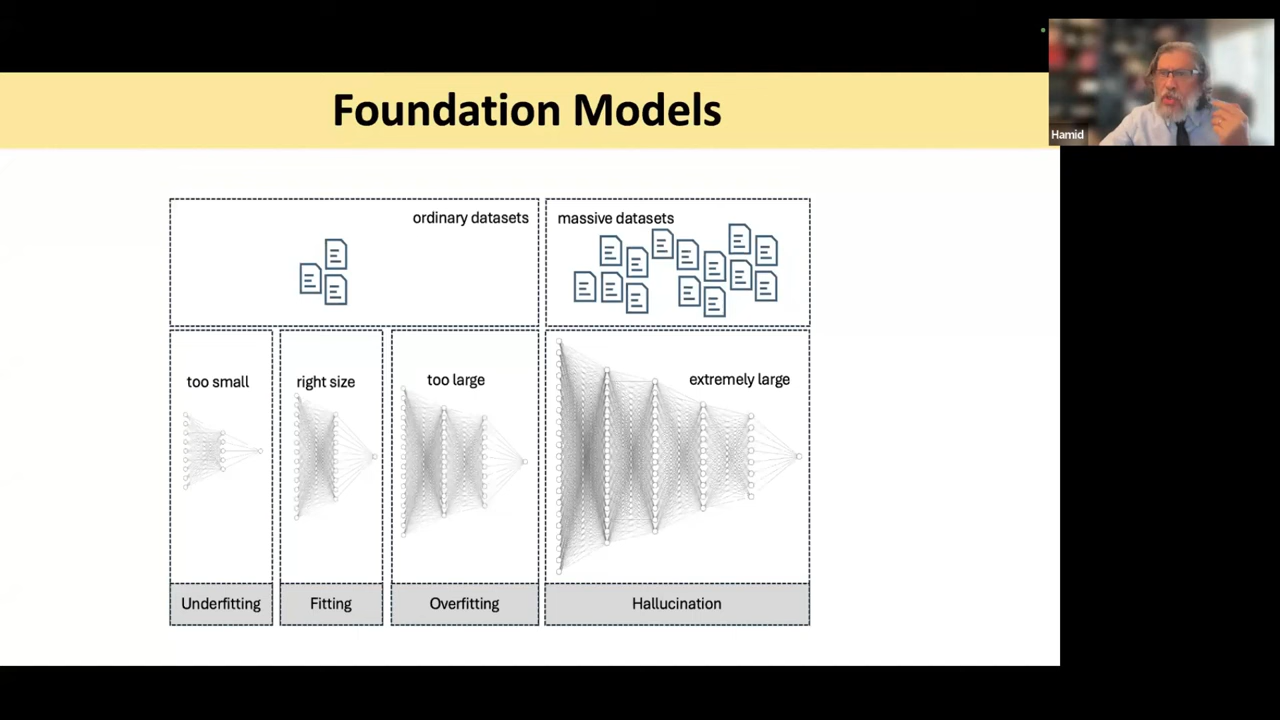 Foundation Models
Hamid
ordinary datasets
massive datasets
too small
right size
too large
extremely large
Underfitting
Fitting
Overfitting
Hallucination